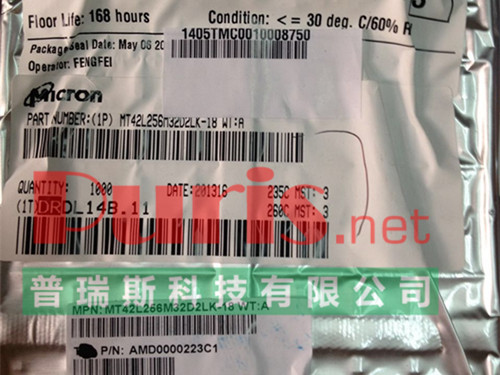 Floor Life: 168 hours
Condition: <= 30 deg. C/60% R
Package Seal Date: May 06 20
Operator: FENGFEI
1405TMC0010008750
Micron
PART NUMBER:(1P) MT42L256M32D2LK-18 WT:A
QUANTITY: 1000 DATE:201316 235C MST: 3
(1T)DRDL14B.11 260C MST: 3
Puris.net
普瑞斯科技有限公司
MPN: MT42L256M32D2LK-18 WT:A
P/N: AMD0000223C1